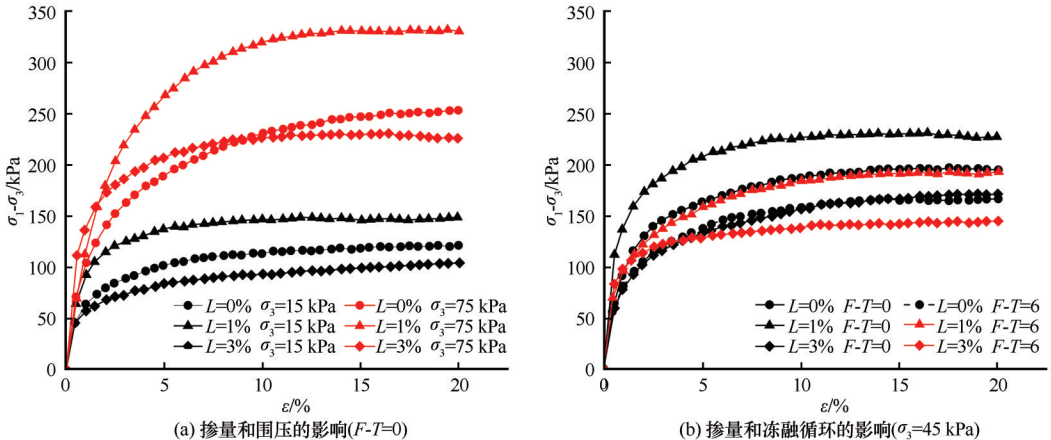 350
300
250
200
150
100
50
0
σ₁-σ₃/kPa
0 5 10 15 20
ε/%
L=0% σ₃=15 kPa L=0% σ₃=75 kPa
L=1% σ₃=15 kPa L=1% σ₃=75 kPa
L=3% σ₃=15 kPa L=3% σ₃=75 kPa
(a) 掺量和围压的影响(F-T=0)
350
300
250
200
150
100
50
0
σ₁-σ₃/kPa
0 5 10 15 20
ε/%
L=0% F-T=0 L=0% F-T=6
L=1% F-T=0 L=1% F-T=6
L=3% F-T=0 L=3% F-T=6
(b) 掺量和冻融循环的影响(σ₃=45 kPa)